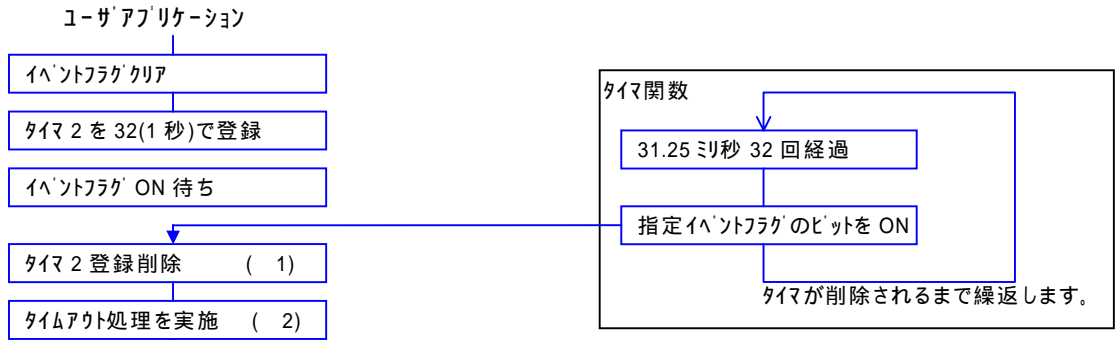 ﾕｰｻﾞｱﾌﾟﾘｹｰｼｮﾝ
ｲﾍﾞﾝﾄﾌﾗｸﾞｸﾘｱ
ﾀｲﾏ 2 を 32(1 秒)で登録
ｲﾍﾞﾝﾄﾌﾗｸﾞ ON 待ち
ﾀｲﾏ 2 登録削除 ( 1)
ﾀｲﾑｱｳﾄ処理を実施 ( 2)
ﾀｲﾏ関数
31.25 ﾐﾘ秒 32 回経過
指定ｲﾍﾞﾝﾄﾌﾗｸﾞのﾋﾞｯﾄを ON
ﾀｲﾏが削除されるまで繰返します。